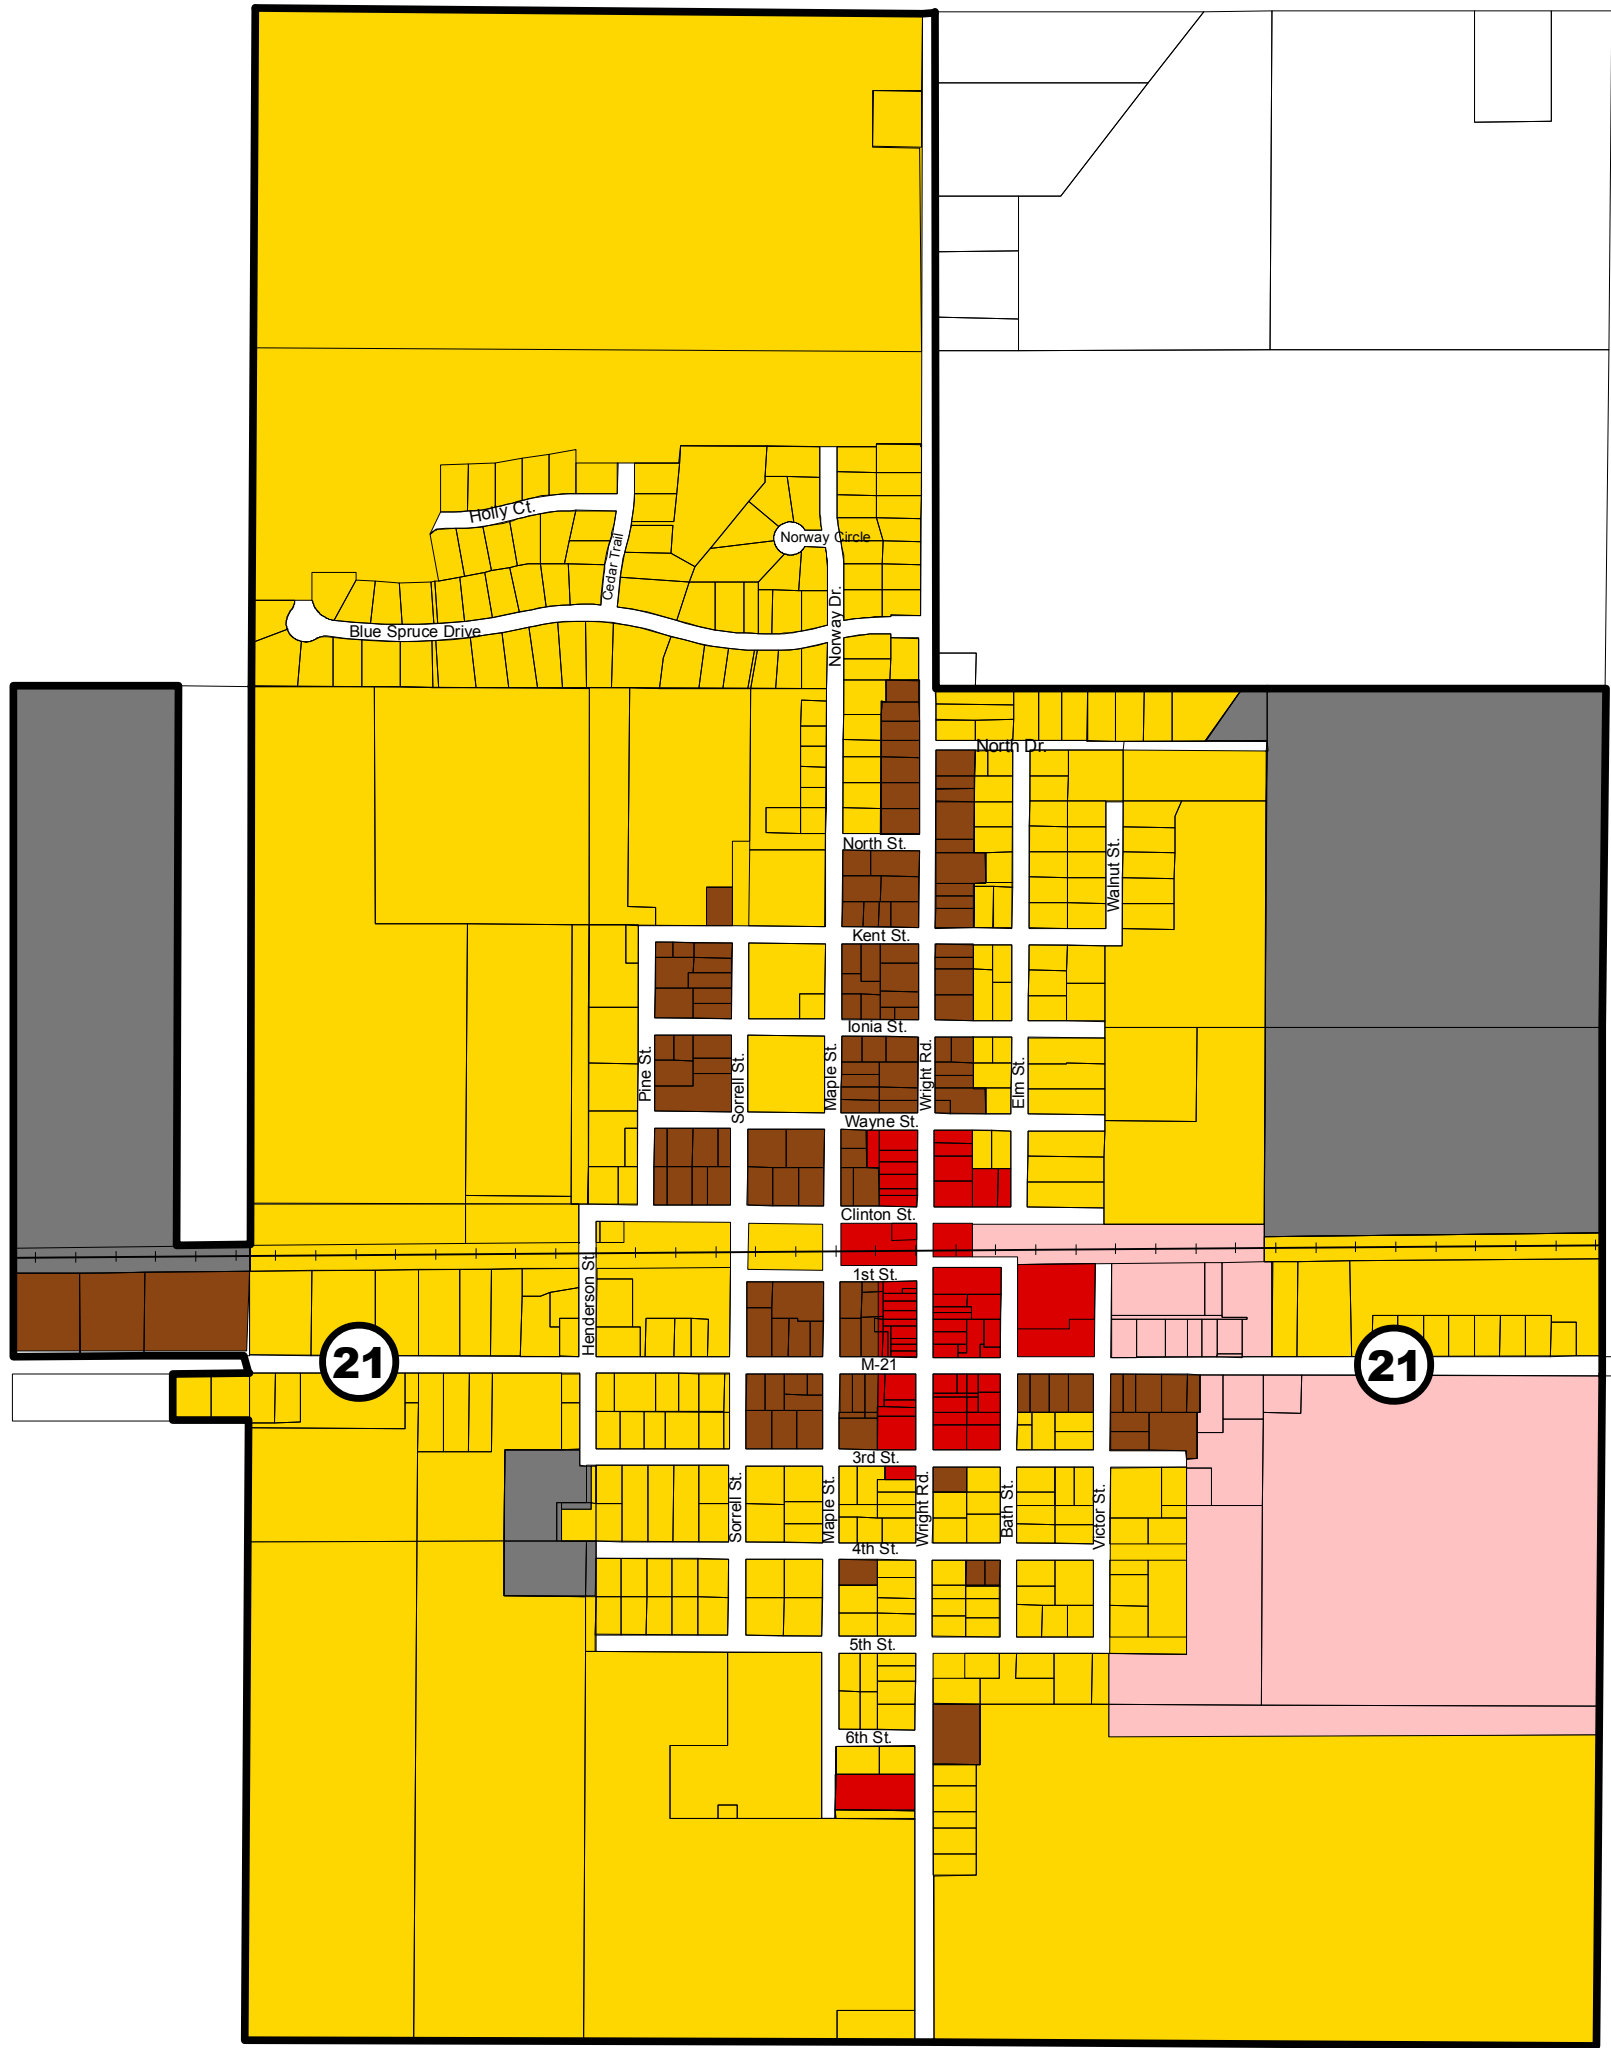 Holly Ct.
Cedar Trail
Norway Circle
Norway Dr.
Blue Spruce Drive
North Dr.
North St.
Walnut St.
Kent St.
Ionia St.
Pine St.
Sorrell St.
Maple St.
Wright Rd.
Elm St.
Wayne St.
Clinton St.
Henderson St.
1st St.
21
M-21
21
3rd St.
Sorrell St.
Maple St.
Wright Rd.
Bath St.
Victor St.
4th St.
5th St.
6th St.